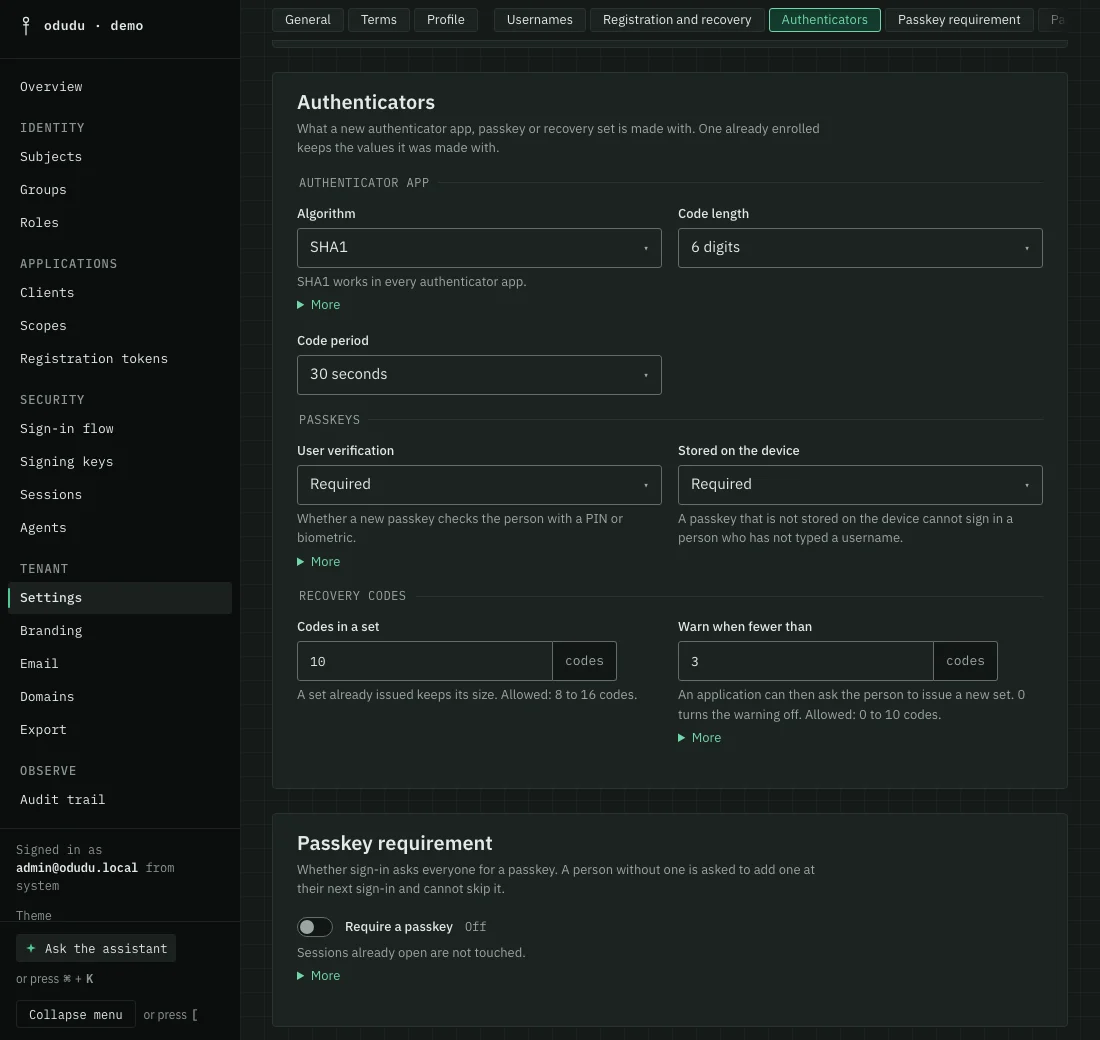 odudu · demo
Overview
IDENTITY
Subjects
Groups
Roles
APPLICATIONS
Clients
Scopes
Registration tokens
SECURITY
Sign-in flow
Signing keys
Sessions
Agents
TENANT
Settings
Branding
Email
Domains
Export
OBSERVE
Audit trail
Signed in as
admin@odudu.local from
system
Theme
Ask the assistant
or press ⌘ + K
Collapse menu or press [
General Terms Profile Usernames Registration and recovery Authenticators Passkey requirement Pa
Authenticators
What a new authenticator app, passkey or recovery set is made with. One already enrolled
keeps the values it was made with.
AUTHENTICATOR APP
Algorithm Code length
SHA1 6 digits
SHA1 works in every authenticator app.
More
Code period
30 seconds
PASSKEYS
User verification Stored on the device
Required Required
Whether a new passkey checks the person with a PIN or
biometric.
A passkey that is not stored on the device cannot sign in a
person who has not typed a username.
More
RECOVERY CODES
Codes in a set Warn when fewer than
10 codes 3 codes
A set already issued keeps its size. Allowed: 8 to 16 codes.
An application can then ask the person to issue a new set. 0
turns the warning off. Allowed: 0 to 10 codes.
More
Passkey requirement
Whether sign-in asks everyone for a passkey. A person without one is asked to add one at
their next sign-in and cannot skip it.
Require a passkey Off
Sessions already open are not touched.
More